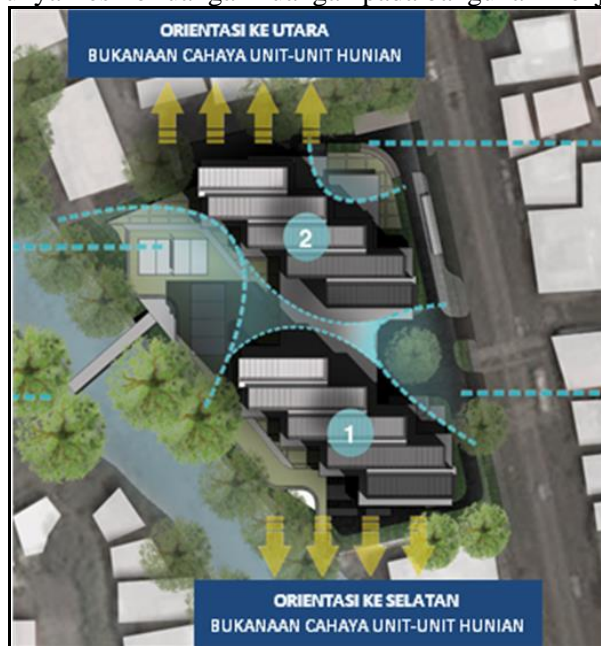 ORIENTASI KE UTARA
BUKANAAN CAHAYA UNIT-UNIT HUNIAN
2
1
ORIENTASI KE SELATAN
BUKANAAN CAHAYA UNIT-UNIT HUNIAN